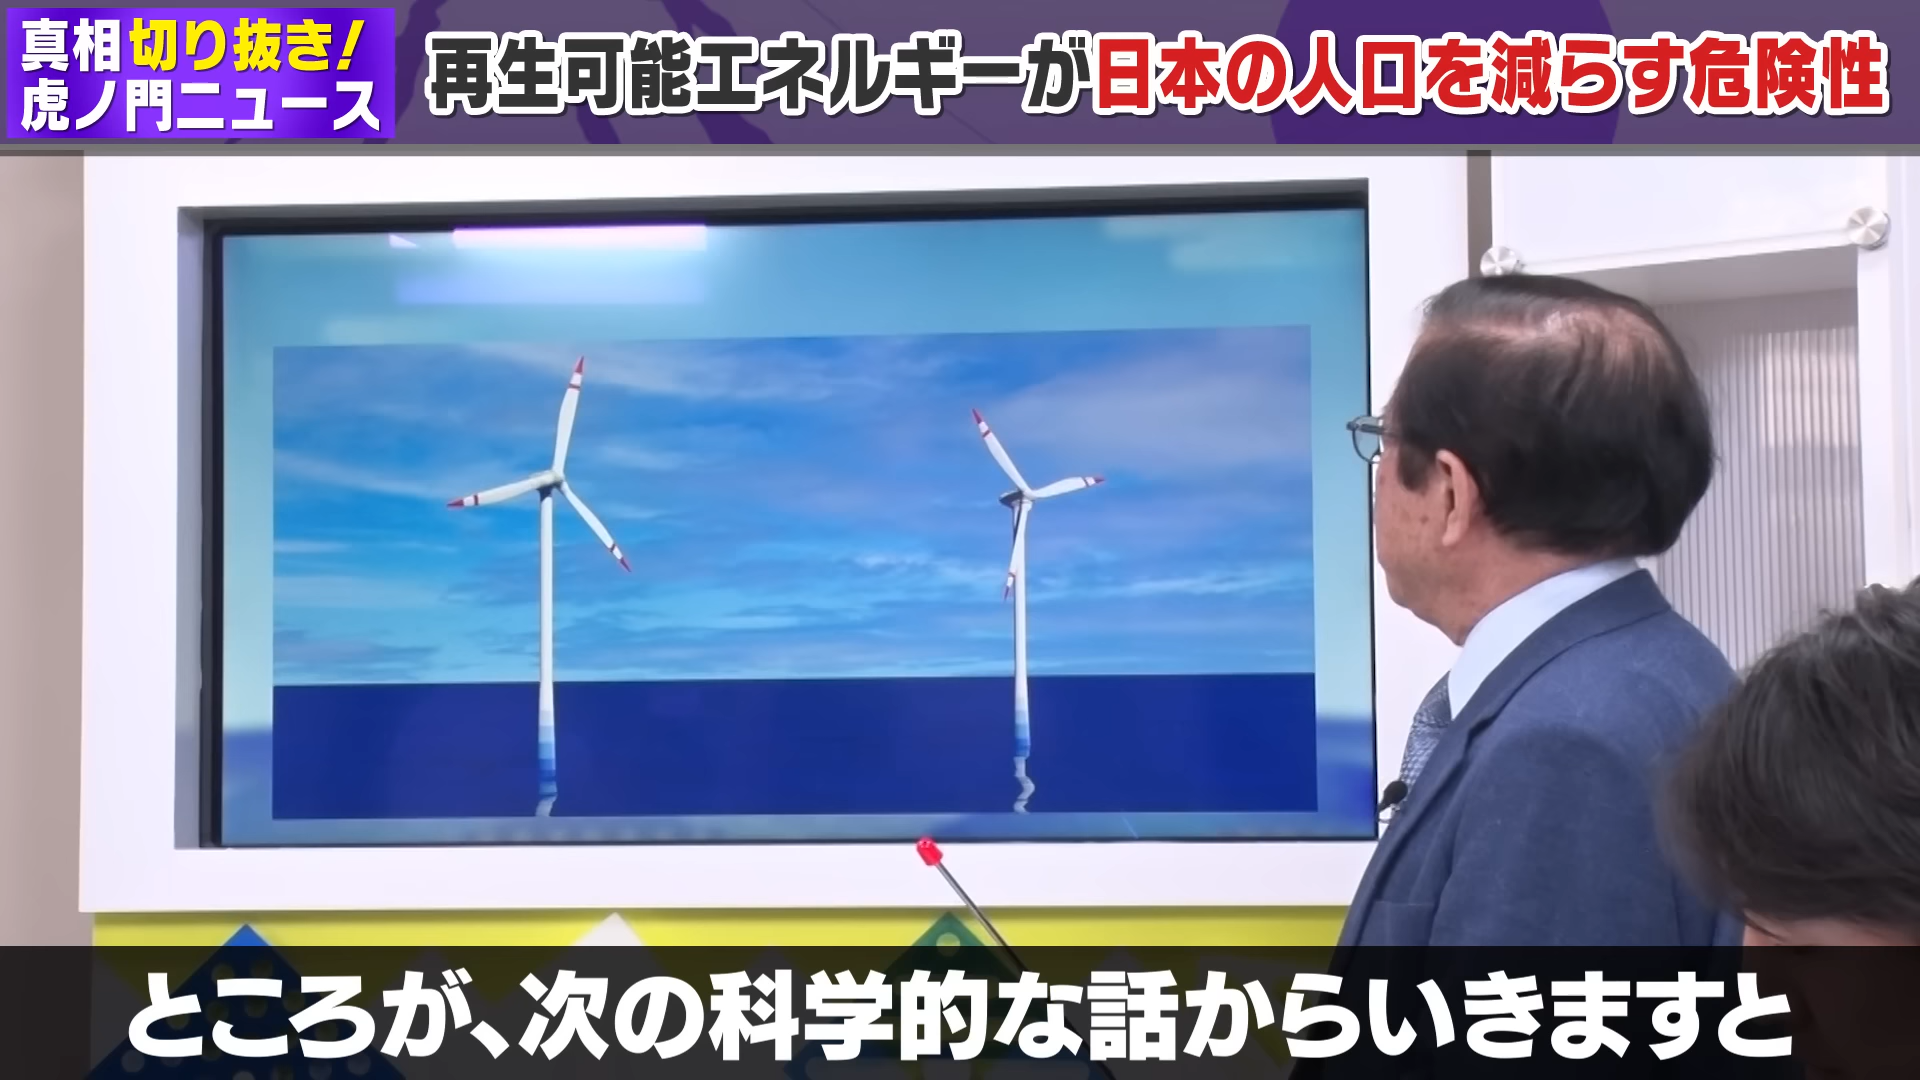 真相切り抜き!
虎ノ門ニュース
再生可能エネルギーが日本の人口を減らす危険性
ところが、次の科学的な話からいきますと